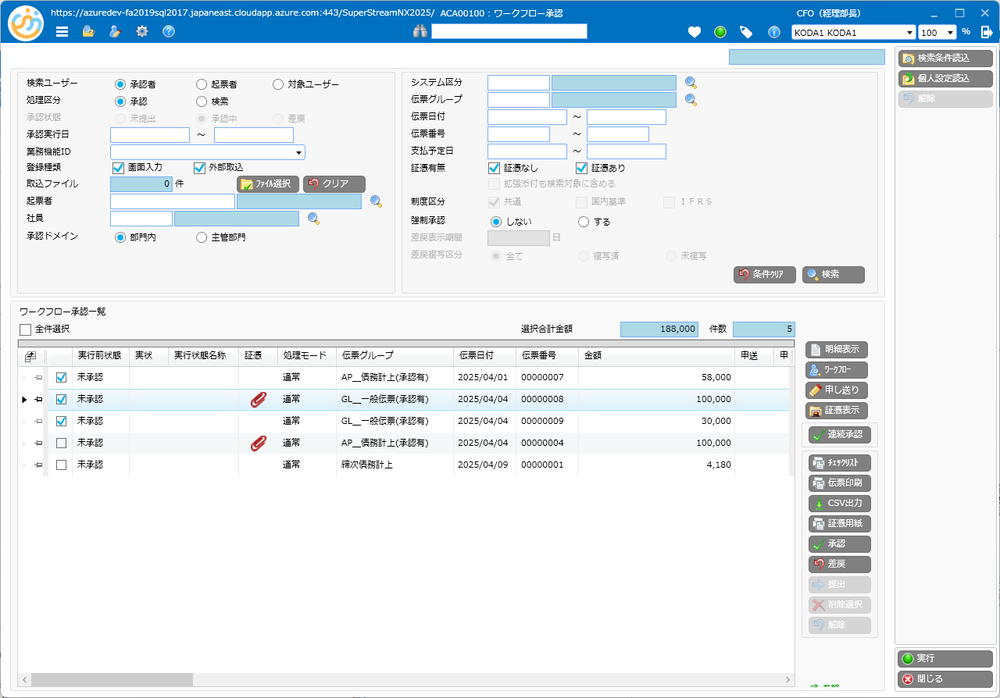 https://azuredev-fa2019sql2017.japaneast.cloudapp.azure.com:443/SuperStreamNX2025/ ACA00100：ワークフロー承認
CFO（経理部長）
KODA1 KODA1
100 %
検索条件読込
個人設定読込
解除
検索ユーザー 承認者 起票者 対象ユーザー
処理区分 承認 検索
承認状態 未提出 承認中 差戻
承認実行日 ～
業務機能ID
登録種類 画面入力 外部取込
取込ファイル 0 件 ﾌｧｲﾙ選択 クリア
起票者
社員
承認ドメイン 部門内 主管部門
システム区分
伝票グループ
伝票日付 ～
伝票番号 ～
支払予定日 ～
証憑有無 証憑なし 証憑あり
拡張添付も検索対象に含める
制度区分 共通 国内基準 ＩＦＲＳ
強制承認 しない する
差戻表示期間 日
差戻複写区分 全て 複写済 未複写
条件ｸﾘｱ 検索
ワークフロー承認一覧
全件選択 選択合計金額 188,000 件数 5
実行前状態 実状 実行状態名称 証憑 処理モード 伝票グループ 伝票日付 伝票番号 金額 申送 申
未承認 通常 AP＿債務計上(承認有) 2025/04/01 00000007 58,000
未承認 通常 GL＿一般伝票(承認有) 2025/04/04 00000008 100,000
未承認 通常 GL＿一般伝票(承認有) 2025/04/04 00000009 30,000
未承認 通常 AP＿債務計上(承認有) 2025/04/04 00000004 100,000
未承認 通常 締次債務計上 2025/04/09 00000001 4,180
明細表示
ﾜｰｸﾌﾛｰ
申し送り
証憑表示
連続承認
ﾁｪｯｸﾘｽﾄ
伝票印刷
CSV出力
証憑用紙
承認
差戻
提出
削除選択
解除
実行
閉じる